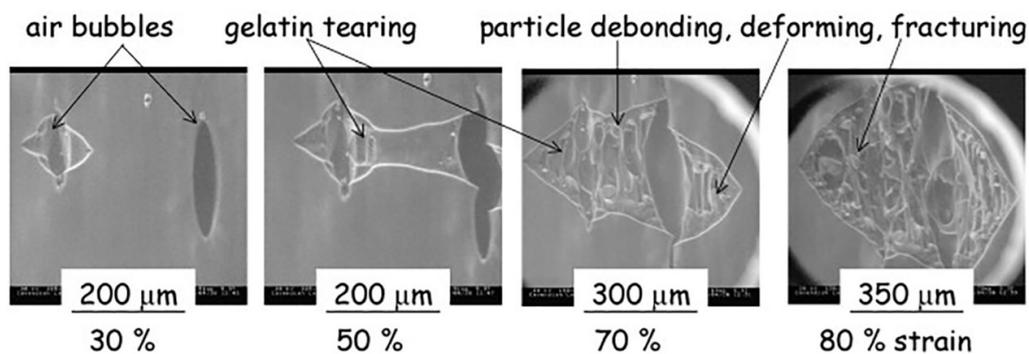 air bubbles gelatin tearing particle debonding, deforming, fracturing
200 μm 200 μm 300 μm 350 μm
30 % 50 % 70 % 80 % strain